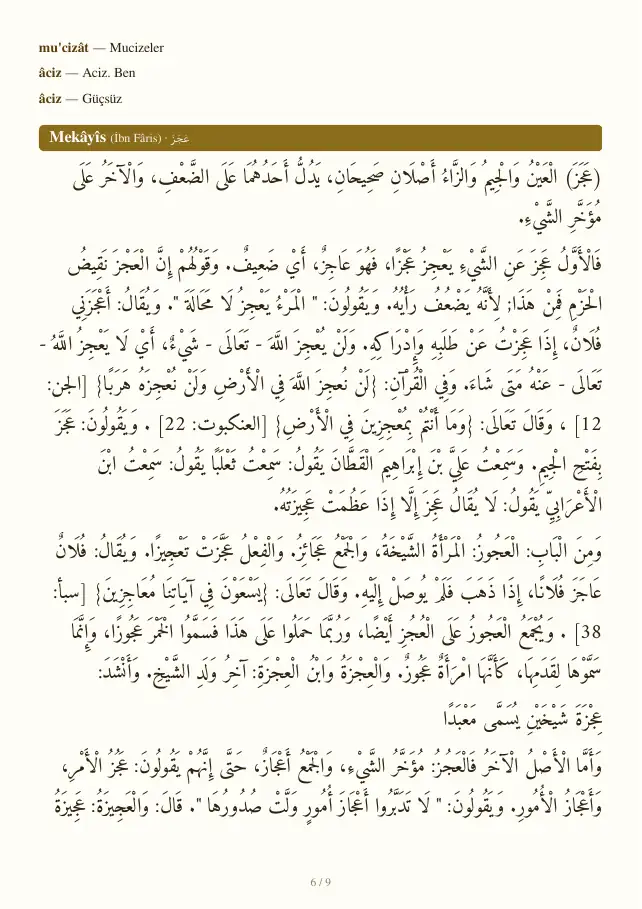 mu'cizât — Mucizeler
âciz — Aciz. Ben
âciz — Güçsüz
Mekâyîs (İbn Fâris) · عَجَزَ
(عَجَزَ) الْعَيْنُ وَالْجِيمُ وَالزَّاءُ أَصْلَانِ صَحِيحَانِ، يَدُلُّ أَحَدُهُمَا عَلَى الضَّعْفِ، وَالْآخَرُ عَلَى
مُؤَخَّرِ الشَّيْءِ.
فَالْأَوَّلُ عَجِزَ عَنِ الشَّيْءِ يَعْجِزُ عَجْزًا، فَهُوَ عَاجِزٌ، أَيْ ضَعِيفٌ. وَقَوْلُهُمْ إِنَّ الْعَجْزَ نَقِيضُ
الْحَزْمِ فَمِنْ هَذَا; لِأَنَّهُ يَضْعُفُ رَأْيُهُ. وَيَقُولُونَ: " الْمَرْءُ يَعْجِزُ لَا مَحَالَةَ ". وَيُقَالُ: أَعْجَزَنِي
فُلَانٌ، إِذَا عَجِزْتُ عَنْ طَلَبِهِ وَإِدْرَاكِهِ. وَلَنْ يُعْجِزَ اللَّهَ - تَعَالَى - شَيْءٌ، أَيْ لَا يَعْجِزُ اللَّهُ -
تَعَالَى - عَنْهُ مَتَى شَاءَ. وَفِي الْقُرْآنِ: {لَنْ نُعجِزَ اللَّهَ فِي الْأَرْضِ وَلَنْ نُعْجِزَهُ هَرَبًا} [الجن:
12] ، وَقَالَ تَعَالَى: {وَمَا أَنْتُمْ بِمُعْجِزِينَ فِي الْأَرْضِ} [العنكبوت: 22] . وَيَقُولُونَ: عَجَزَ
بِفَتْحِ الْجِيمِ. وَسَمِعْتُ عَلِيَّ بْنَ إِبْرَاهِيمَ الْقَطَّانَ يَقُولُ: سَمِعْتُ ثَعْلَبًا يَقُولُ: سَمِعْتُ ابْنَ
الْأَعْرَابِيِّ يَقُولُ: لَا يُقَالُ عَجِزَ إِلَّا إِذَا عَظُمَتْ عَجِيزَتُهُ.
وَمِنَ الْبَابِ: الْعَجُوزُ: الْمَرْأَةُ الشَّيْخَةُ، وَالْجَمْعُ عَجَائِزُ. وَالْفِعْلُ عَجَّزَتْ تَعْجِيزًا. وَيُقَالُ: فُلَانٌ
عَاجَزَ فُلَانًا، إِذَا ذَهَبَ فَلَمْ يُوصَلْ إِلَيْهِ. وَقَالَ تَعَالَى: {يَسْعَوْنَ فِي آيَاتِنَا مُعَاجِزِينَ} [سبأ:
38] . وَيُجْمَعُ الْعَجُوزُ عَلَى الْعُجُزِ أَيْضًا، وَرُبَّمَا حَمَلُوا عَلَى هَذَا فَسَمَّوُا الْخَمْرَ عَجُوزًا، وَإِنَّمَا
سَمَّوْهَا لِقِدَمِهَا، كَأَنَّهَا امْرَأَةٌ عَجُوزٌ. وَالْعِجْزَةُ وَابْنُ الْعِجْزَةِ: آخِرُ وَلَدِ الشَّيْخِ. وَأَنْشَدَ:
عِجْزَةَ شَيْخَيْنِ يُسَمَّى مَعْبَدًا
وَأَمَّا الْأَصْلُ الْآخَرُ فَالْعَجُزُ: مُؤَخَّرُ الشَّيْءِ، وَالْجَمْعُ أَعْجَازٌ، حَتَّى إِنَّهُمْ يَقُولُونَ: عَجُزُ الْأَمْرِ،
وَأَعْجَازُ الْأُمُورِ. وَيَقُولُونَ: " لَا تَدَبَّرُوا أَعْجَازَ أُمُورٍ وَلَّتْ صُدُورُهَا ". قَالَ: وَالْعَجِيزَةُ: عَجِيزَةُ
6 / 9